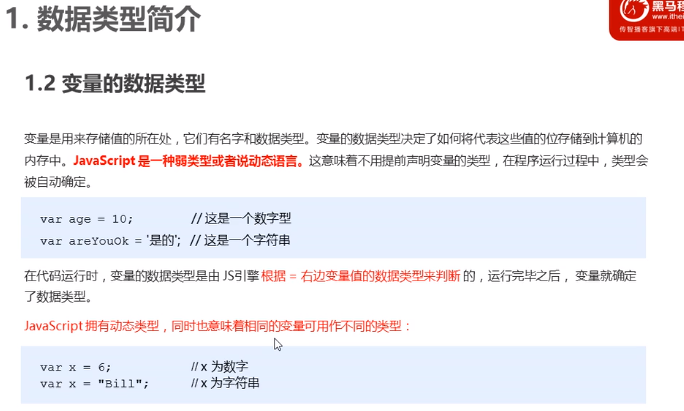 1. 数据类型简介
黑马程
www.ithei
传智播客旗下高端I
1.2 变量的数据类型
变量是用来存储值的所在处，它们有名字和数据类型。变量的数据类型决定了如何将代表这些值的位存储到计算机的
内存中。JavaScript 是一种弱类型或者说动态语言。这意味着不用提前声明变量的类型，在程序运行过程中，类型会
被自动确定。
var age = 10; // 这是一个数字型
var areYouOk = '是的'; // 这是一个字符串
在代码运行时，变量的数据类型是由 JS引擎 根据 = 右边变量值的数据类型来判断 的，运行完毕之后， 变量就确定
了数据类型。
JavaScript 拥有动态类型，同时也意味着相同的变量可用作不同的类型：
var x = 6; // x 为数字
var x = "Bill"; // x 为字符串